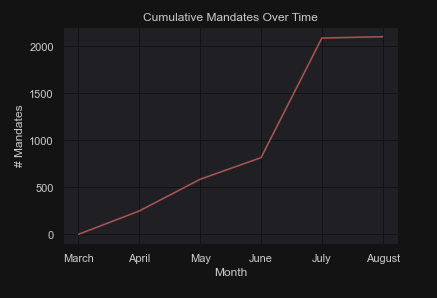 Cumulative Mandates Over Time
# Mandates
2000
1500
1000
500
0
March April May June July August
Month